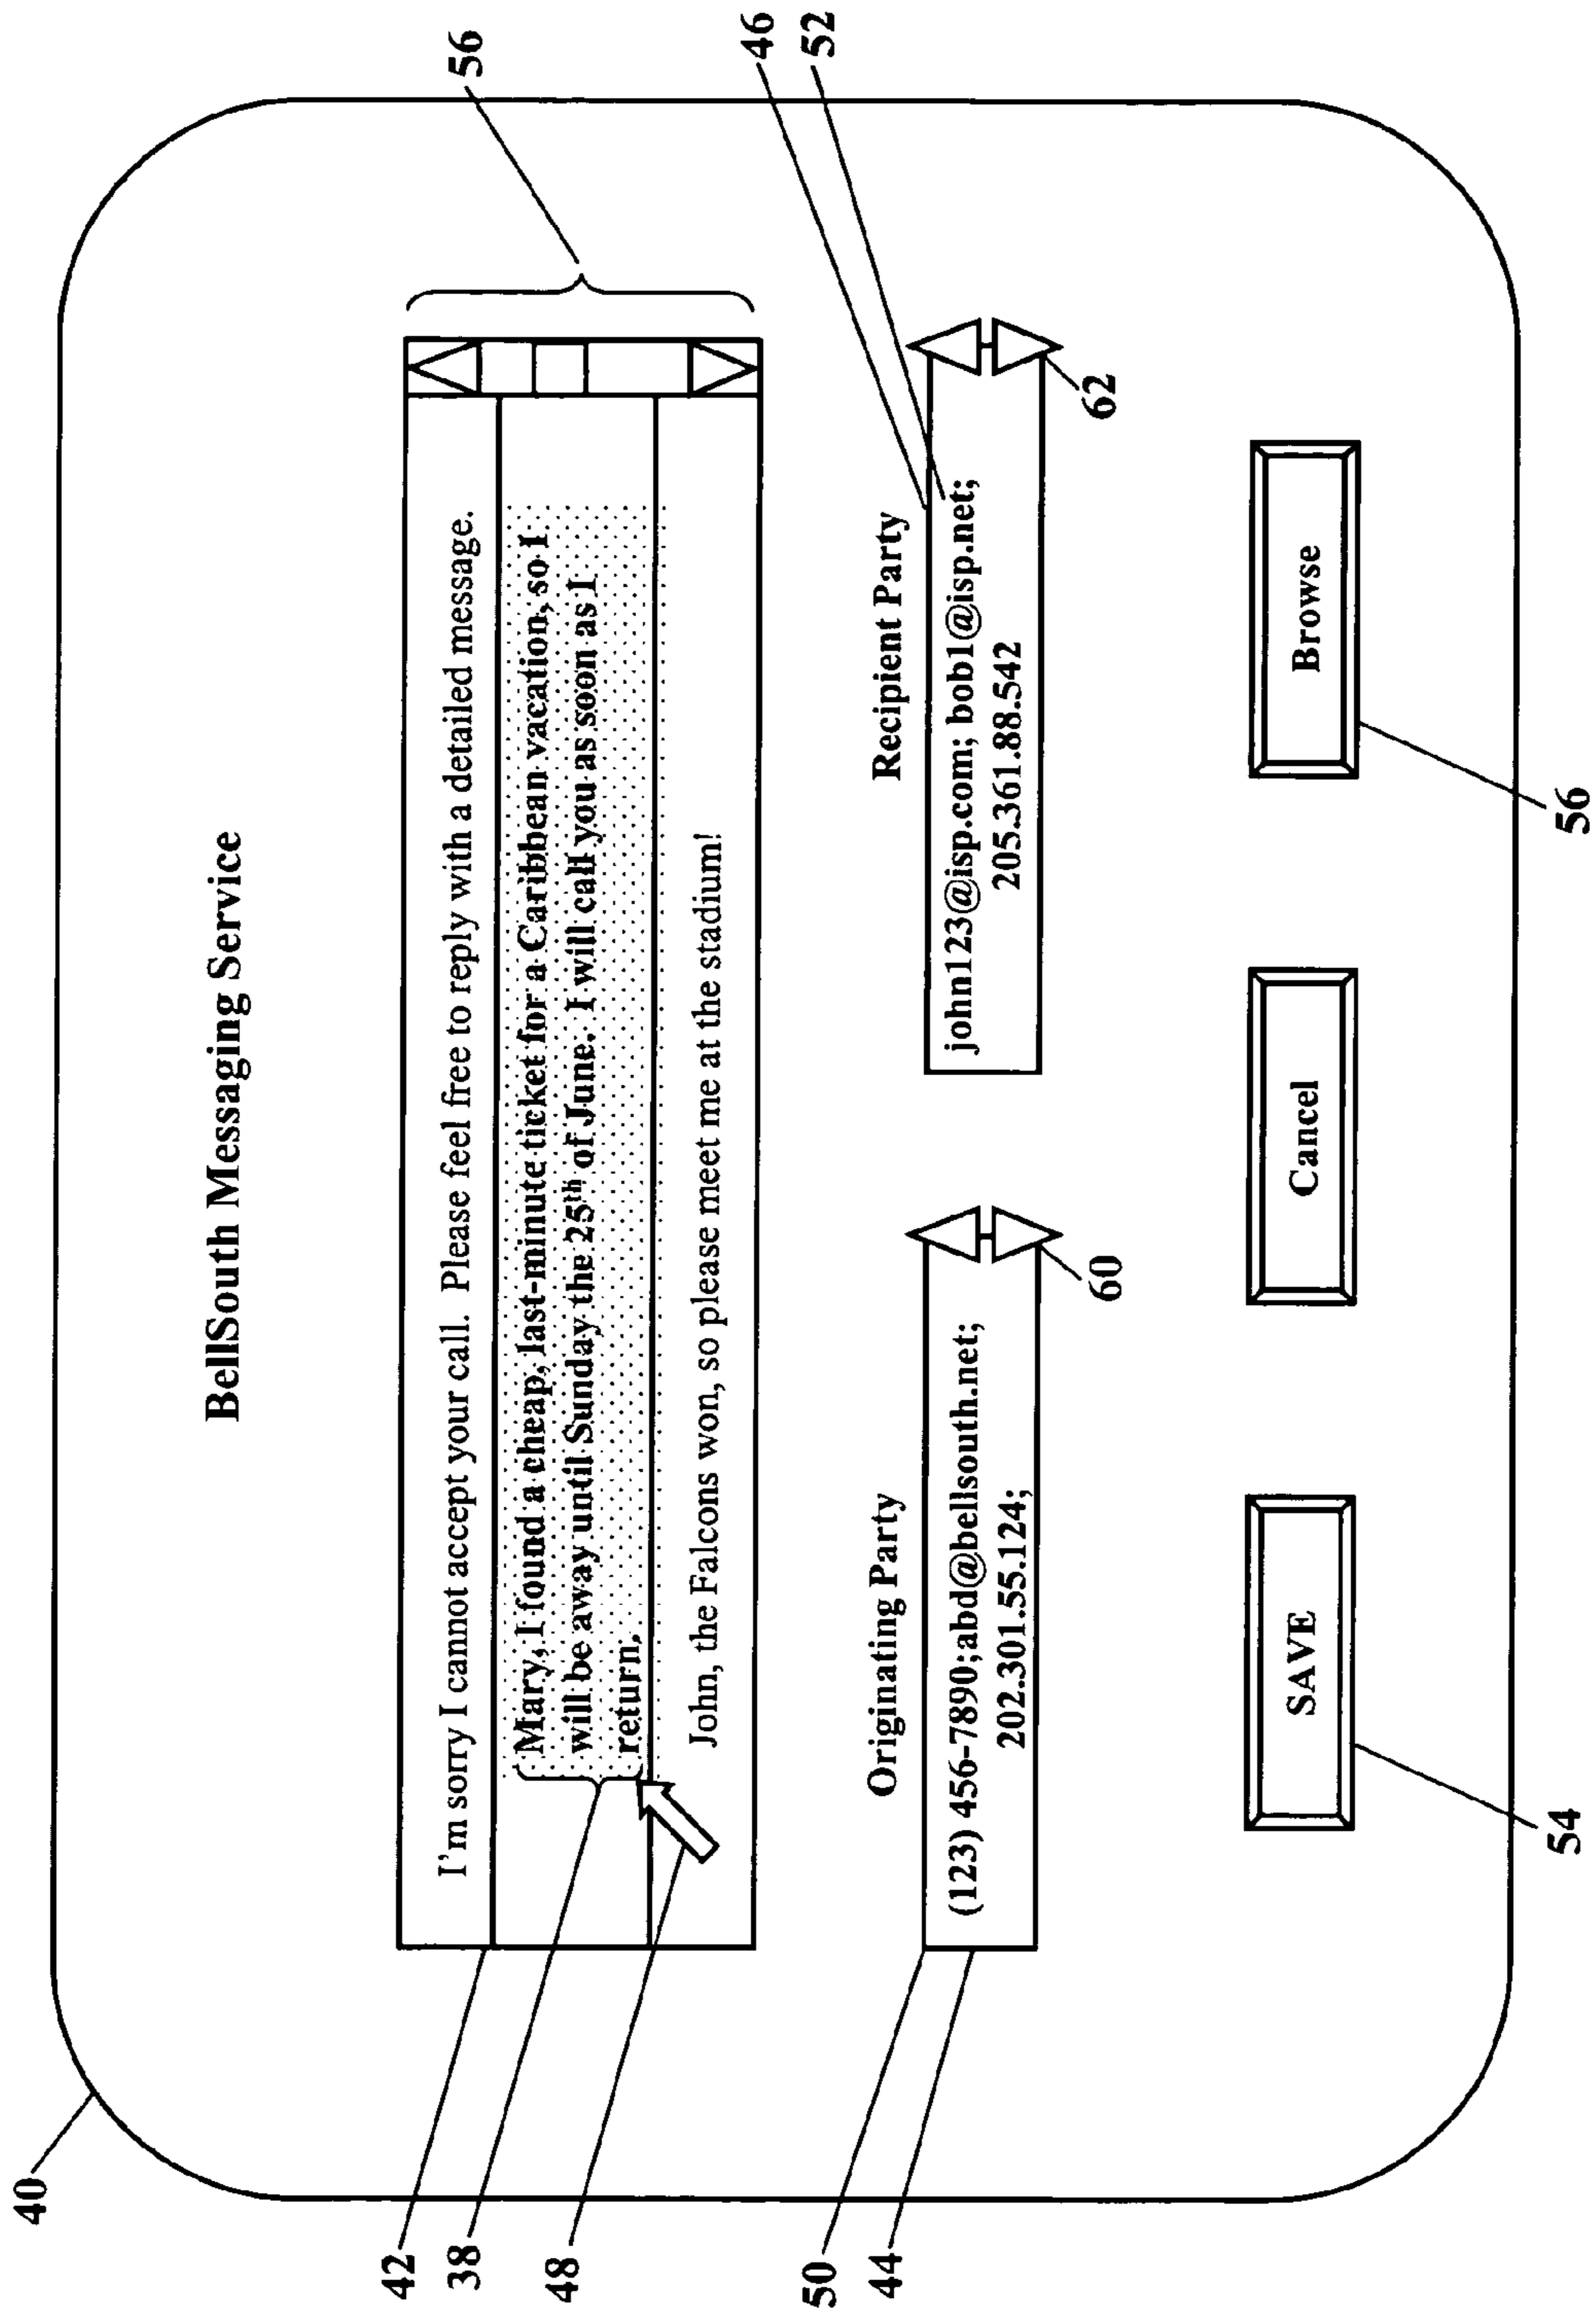 40
BellSouth Messaging Service
56
42
I'm sorry I cannot accept your call. Please feel free to reply with a detailed message.
38
Mary, I found a cheap, last-minute ticket for a Caribbean vacation, so I
will be away until Sunday the 25th of June. I will call you as soon as I
return.
48
John, the Falcons won, so please meet me at the stadium!
46
52
Originating Party
Recipient Party
50
44
(123) 456-7890;abd@bellsouth.net;
202.301.55.124;
60
john123@isp.com; bob1@isp.net;
205.361.88.542
62
SAVE
Cancel
Browse
54
56